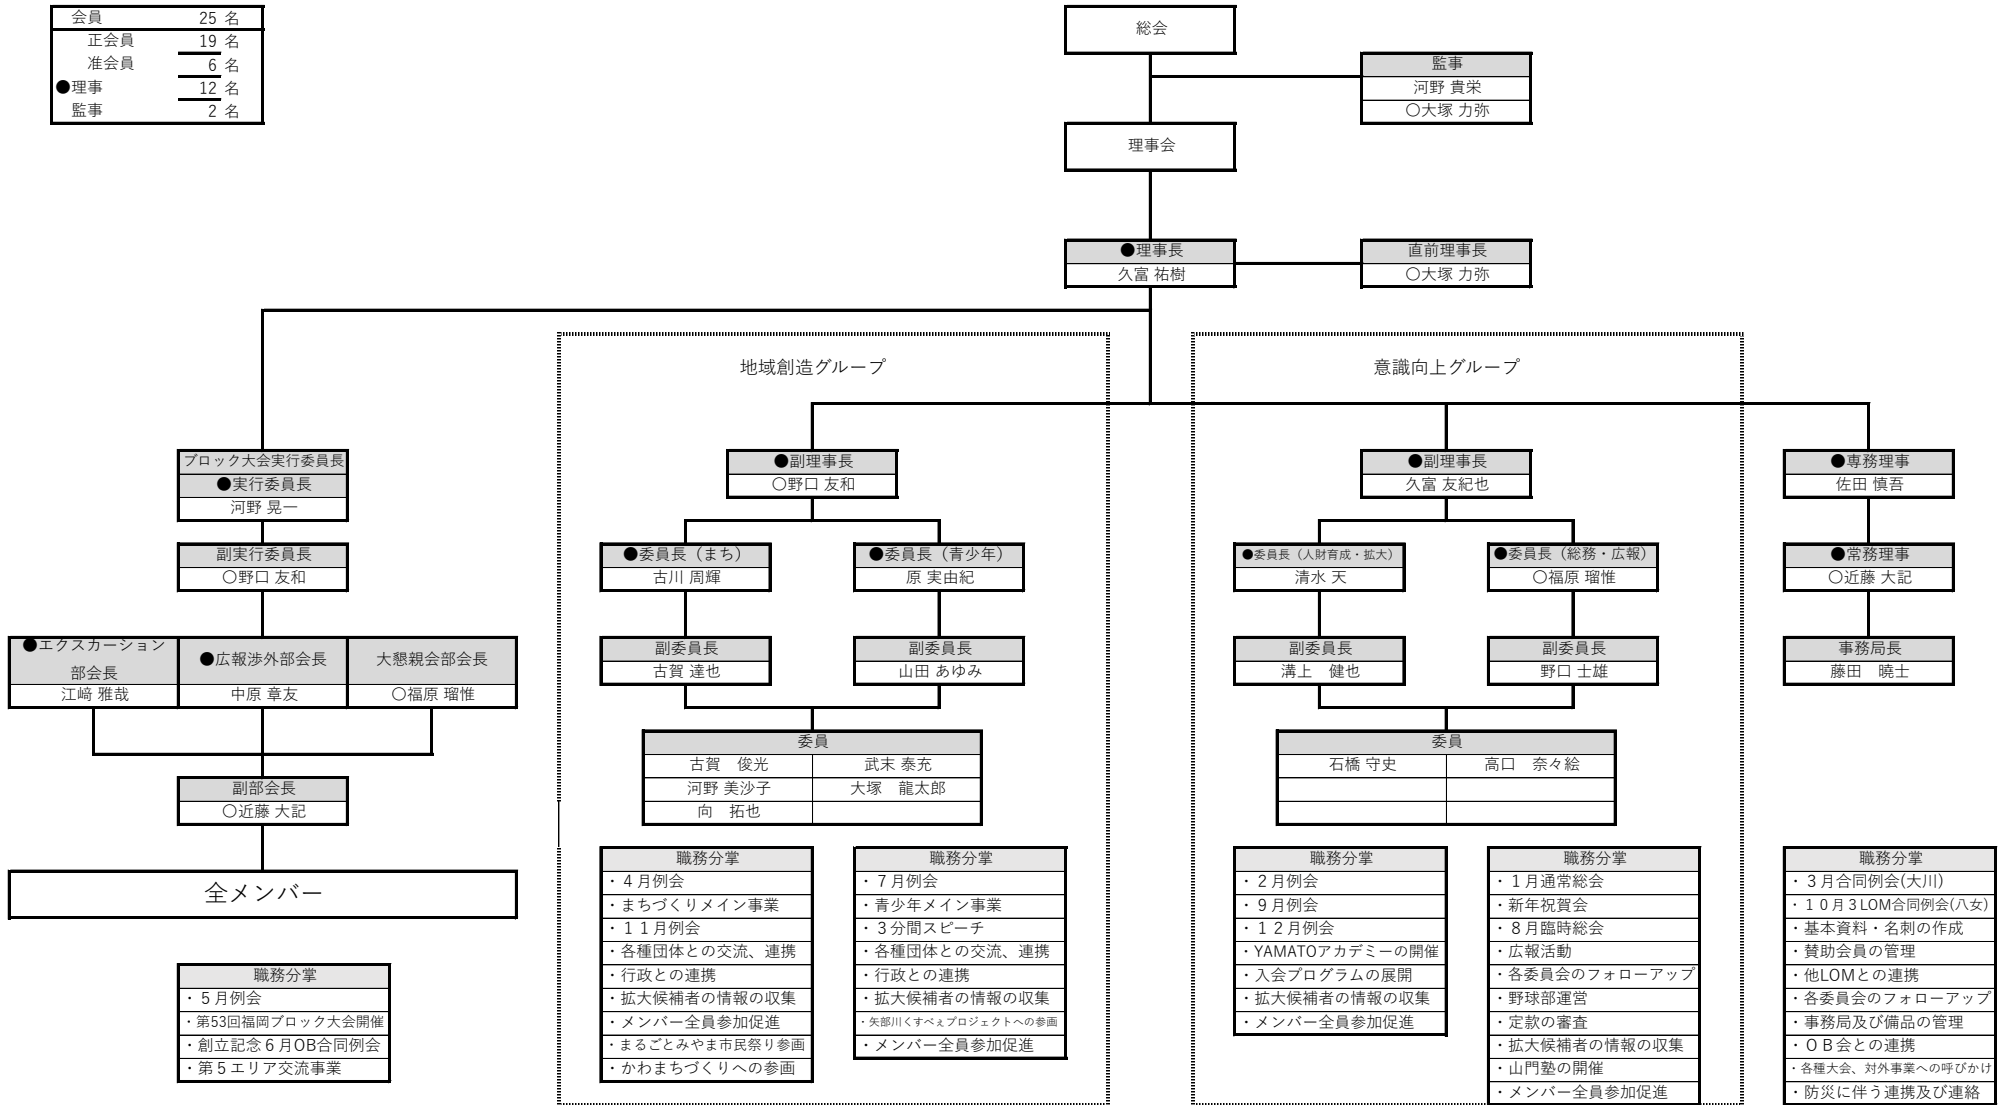 会員 25 名
正会員 19 名
准会員 6 名
●理事 12 名
監事 2 名
総会
監事
河野 貴栄
○大塚 力弥
理事会
●理事長
久富 祐樹
直前理事長
○大塚 力弥
ブロック大会実行委員長
●実行委員長
河野 晃一
副実行委員長
○野口 友和
●エクスカーション
部会長
江﨑 雅哉
●広報渉外部会長
中原 章友
大懇親会部会長
○福原 瑠惟
副部会長
○近藤 大記
全メンバー
職務分掌
・５月例会
・第53回福岡ブロック大会開催
・創立記念６月OB合同例会
・第５エリア交流事業
地域創造グループ
●副理事長
○野口 友和
●委員長（まち）
古川 周輝
●委員長（青少年）
原 実由紀
副委員長
古賀 達也
副委員長
山田 あゆみ
委員
古賀　俊光 武末 泰充
河野 美沙子 大塚　龍太郎
向　拓也
職務分掌
・４月例会
・まちづくりメイン事業
・１１月例会
・各種団体との交流、連携
・行政との連携
・拡大候補者の情報の収集
・メンバー全員参加促進
・まるごとみやま市民祭り参画
・かわまちづくりへの参画
職務分掌
・７月例会
・青少年メイン事業
・３分間スピーチ
・各種団体との交流、連携
・行政との連携
・拡大候補者の情報の収集
・矢部川くすべぇプロジェクトへの参画
・メンバー全員参加促進
意識向上グループ
●副理事長
久富 友紀也
●委員長（人財育成・拡大）
清水 天
●委員長（総務・広報）
○福原 瑠惟
副委員長
溝上　健也
副委員長
野口 士雄
委員
石橋 守史 高口　奈々絵
職務分掌
・２月例会
・９月例会
・１２月例会
・YAMATOアカデミーの開催
・入会プログラムの展開
・拡大候補者の情報の収集
・メンバー全員参加促進
職務分掌
・１月通常総会
・新年祝賀会
・８月臨時総会
・広報活動
・各委員会のフォローアップ
・野球部運営
・定款の審査
・拡大候補者の情報の収集
・山門塾の開催
・メンバー全員参加促進
●専務理事
佐田 慎吾
●常務理事
○近藤 大記
事務局長
藤田　曉士
職務分掌
・３月合同例会(大川)
・１０月３LOM合同例会(八女)
・基本資料・名刺の作成
・賛助会員の管理
・他LOMとの連携
・各委員会のフォローアップ
・事務局及び備品の管理
・ＯＢ会との連携
・各種大会、対外事業への呼びかけ
・防災に伴う連携及び連絡